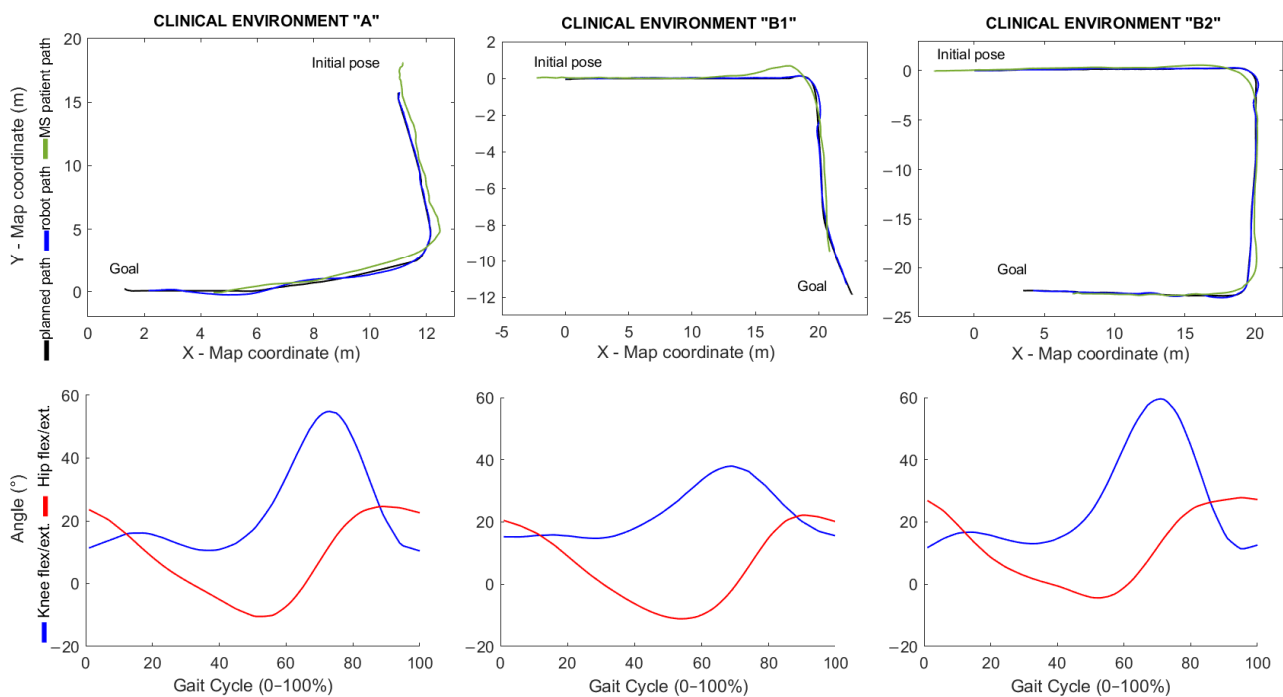 CLINICAL ENVIRONMENT "A"
CLINICAL ENVIRONMENT "B1"
CLINICAL ENVIRONMENT "B2"
planned path robot path MS patient path
Y - Map coordinate (m)
20
15
10
5
0
0 2 4 6 8 10 12 14
X - Map coordinate (m)
Initial pose
Goal
2
0
−2
−4
−6
−8
−10
−12
-5 0 5 10 15 20
X - Map coordinate (m)
Initial pose
Goal
0
−5
−10
−15
−20
−25
0 5 10 15 20
X - Map coordinate (m)
Initial pose
Goal
Knee flex/ext. Hip flex/ext.
Angle (°)
60
40
20
0
−20
0 20 40 60 80 100
Gait Cycle (0−100%)
60
40
20
0
−20
0 20 40 60 80 100
Gait Cycle (0−100%)
60
40
20
0
−20
0 20 40 60 80 100
Gait Cycle (0−100%)